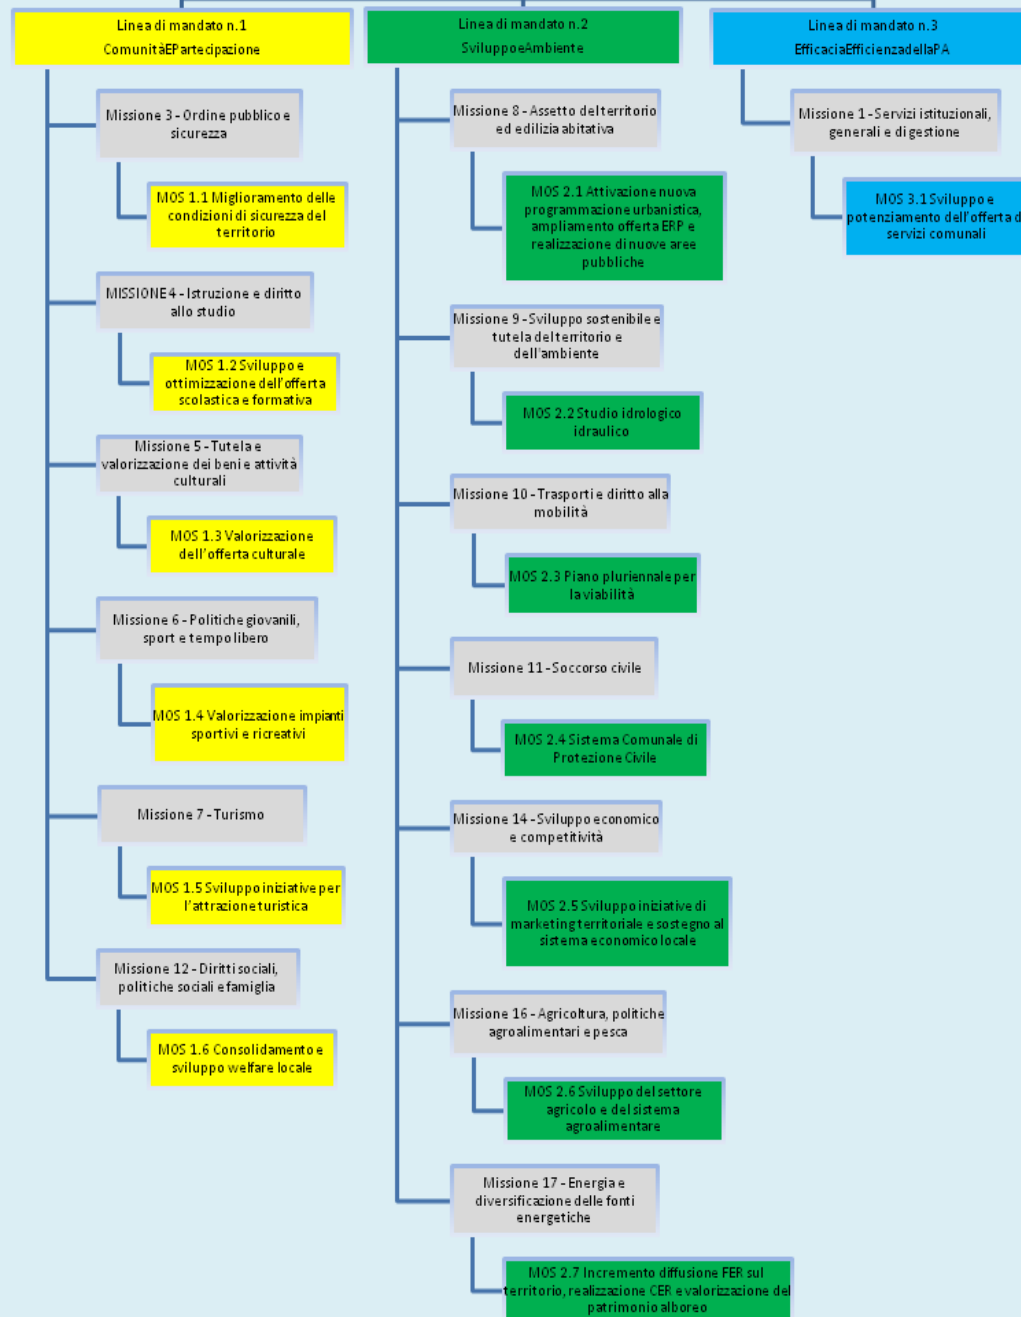 Linea di mandato n.1
ComunitàEPartecipazione
Missione 3 - Ordine pubblico e
sicurezza
MOS 1.1 Miglioramento delle
condizioni di sicurezza del
territorio
MISSIONE 4 - Istruzione e diritto
allo studio
MOS 1.2 Sviluppo e
ottimizzazione dell'offerta
scolastica e formativa
Missione 5 - Tutela e
valorizzazione dei beni e attività
culturali
MOS 1.3 Valorizzazione
dell'offerta culturale
Missione 6 - Politiche giovanili,
sport e tempo libero
MOS 1.4 Valorizzazione impianti
sportivi e ricreativi
Missione 7 - Turismo
MOS 1.5 Sviluppo iniziative per
l'attrazione turistica
Missione 12 - Diritti sociali,
politiche sociali e famiglia
MOS 1.6 Consolidamento e
sviluppo welfare locale
Linea di mandato n.2
SviluppoeAmbiente
Missione 8 - Assetto del territorio
ed edilizia abitativa
MOS 2.1 Attivazione nuova
programmazione urbanistica,
ampliamento offerta ERP e
realizzazione di nuove aree
pubbliche
Missione 9 - Sviluppo sostenibile e
tutela del territorio e
dell'ambiente
MOS 2.2 Studio idrologico
idraulico
Missione 10 - Trasporti e diritto alla
mobilità
MOS 2.3 Piano pluriennale per
la viabilità
Missione 11 - Soccorso civile
MOS 2.4 Sistema Comunale di
Protezione Civile
Missione 14 - Sviluppo economico
e competitività
MOS 2.5 Sviluppo iniziative di
marketing territoriale e sostegno al
sistema economico locale
Missione 16 - Agricoltura, politiche
agroalimentari e pesca
MOS 2.6 Sviluppo del settore
agricolo e del sistema
agroalimentare
Missione 17 - Energia e
diversificazione delle fonti
energetiche
MOS 2.7 Incremento diffusione FER sul
territorio, realizzazione CER e valorizzazione del
patrimonio alboreo
Linea di mandato n.3
EfficaciaEfficienzadellaPA
Missione 1 - Servizi istituzionali,
generali e di gestione
MOS 3.1 Sviluppo e
potenziamento dell'offerta d
servizi comunali